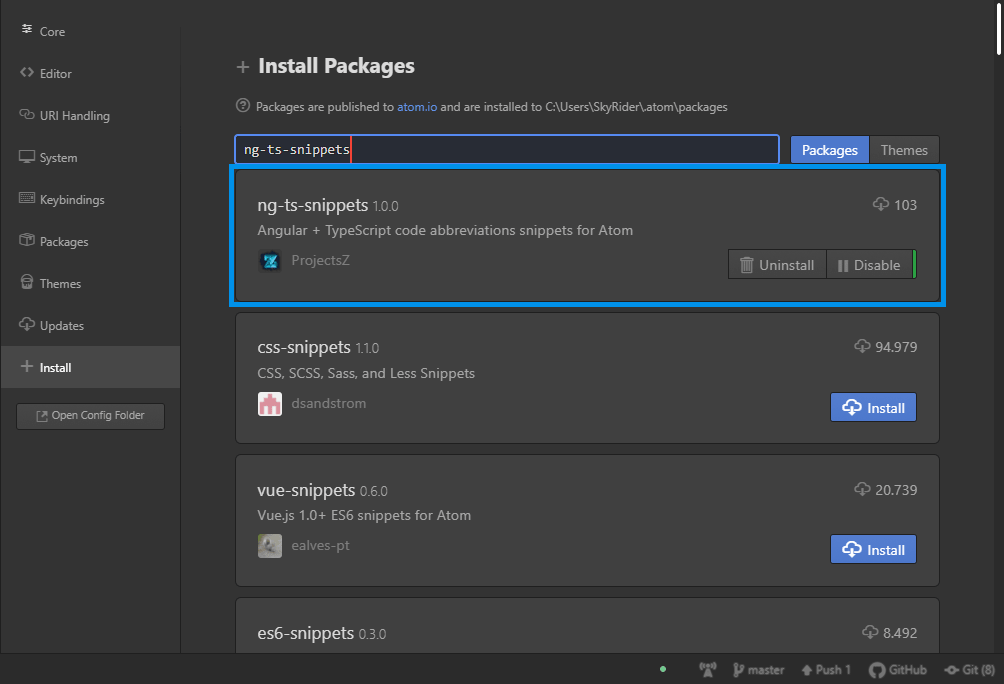 Core
Editor
URI Handling
System
Keybindings
Packages
Themes
Updates
Install
Open Config Folder
Install Packages
Packages are published to atom.io and are installed to C:\Users\SkyRider\.atom\packages
ng-ts-snippets
Packages Themes
ng-ts-snippets 1.0.0 103
Angular + TypeScript code abbreviations snippets for Atom
ProjectsZ
Uninstall Disable
css-snippets 1.1.0 94.979
CSS, SCSS, Sass, and Less Snippets
dsandstrom
Install
vue-snippets 0.6.0 20.739
Vue.js 1.0+ ES6 snippets for Atom
ealves-pt
Install
es6-snippets 0.3.0 8.492
master Push 1 GitHub Git (8)